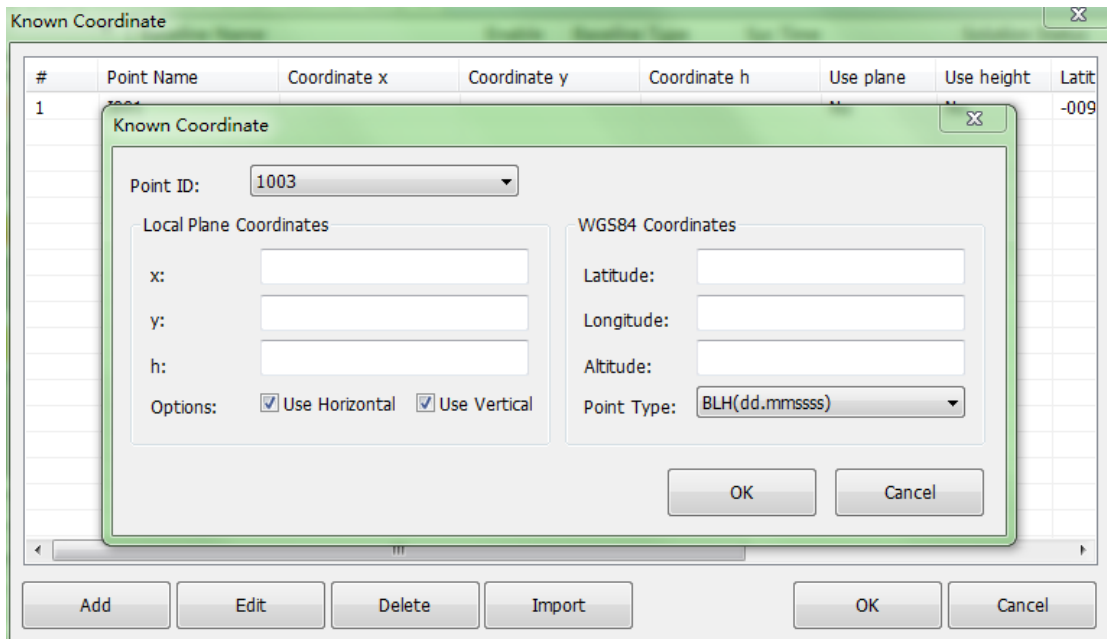 Known Coordinate
# Point Name Coordinate x Coordinate y Coordinate h Use plane Use height Latit
1 -009
Known Coordinate
Point ID: 1003
Local Plane Coordinates WGS84 Coordinates
x: Latitude:
y: Longitude:
h: Altitude:
Options: Use Horizontal Use Vertical Point Type: BLH(dd.mmssss)
OK Cancel
Add Edit Delete Import OK Cancel